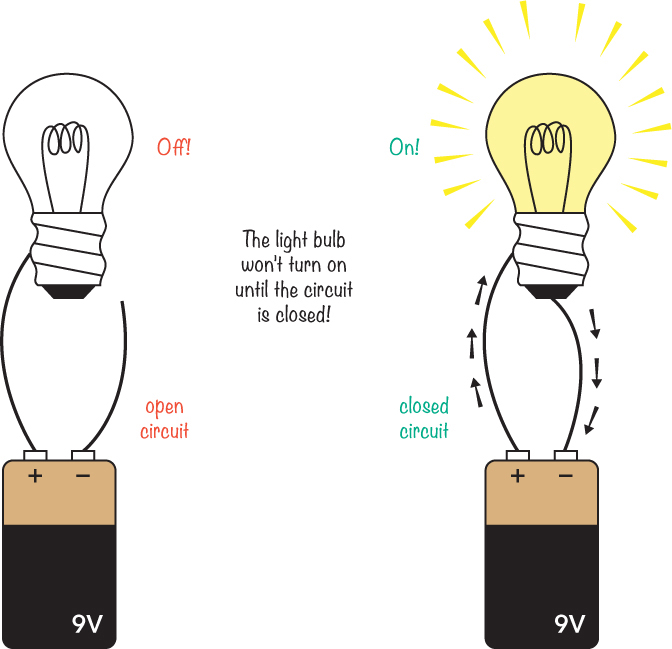 Off!
On!
The light bulb
won't turn on
until the circuit
is closed!
open
circuit
closed
circuit
+ −
9V
+ −
9V